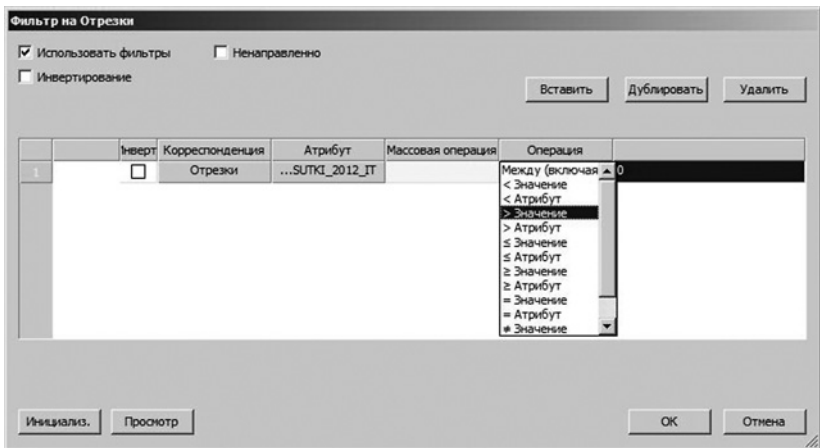 Фильтр на Отрезки
Использовать фильтры Ненаправленно
Инвертирование
Вставить Дублировать Удалить
Інверт Корреспонденция Атрибут Массовая операция Операция
1 Отрезки ...SUTKI_2012_IT Между (включая 0
< Значение
< Атрибут
> Значение
> Атрибут
≤ Значение
≤ Атрибут
≥ Значение
≥ Атрибут
= Значение
= Атрибут
≠ Значение
Инициализ. Просмотр OK Отмена